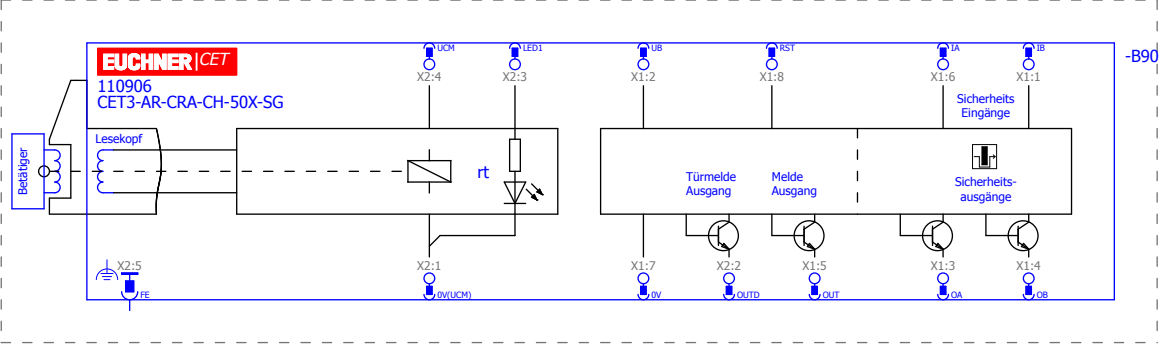 UCM
LED1
UB
RST
IA
IB
-B90
EUCHNER CET
X2:4
X2:3
X1:2
X1:8
X1:6
X1:1
110906
CET3-AR-CRA-CH-50X-SG
Sicherheits
Eingänge
Lesekopf
Betätiger
rt
Türmelde
Ausgang
Melde
Ausgang
Sicherheits-
ausgänge
X2:5
X2:1
X1:7
X2:2
X1:5
X1:3
X1:4
FE
0V(UCM)
0V
OUTD
OUT
OA
OB